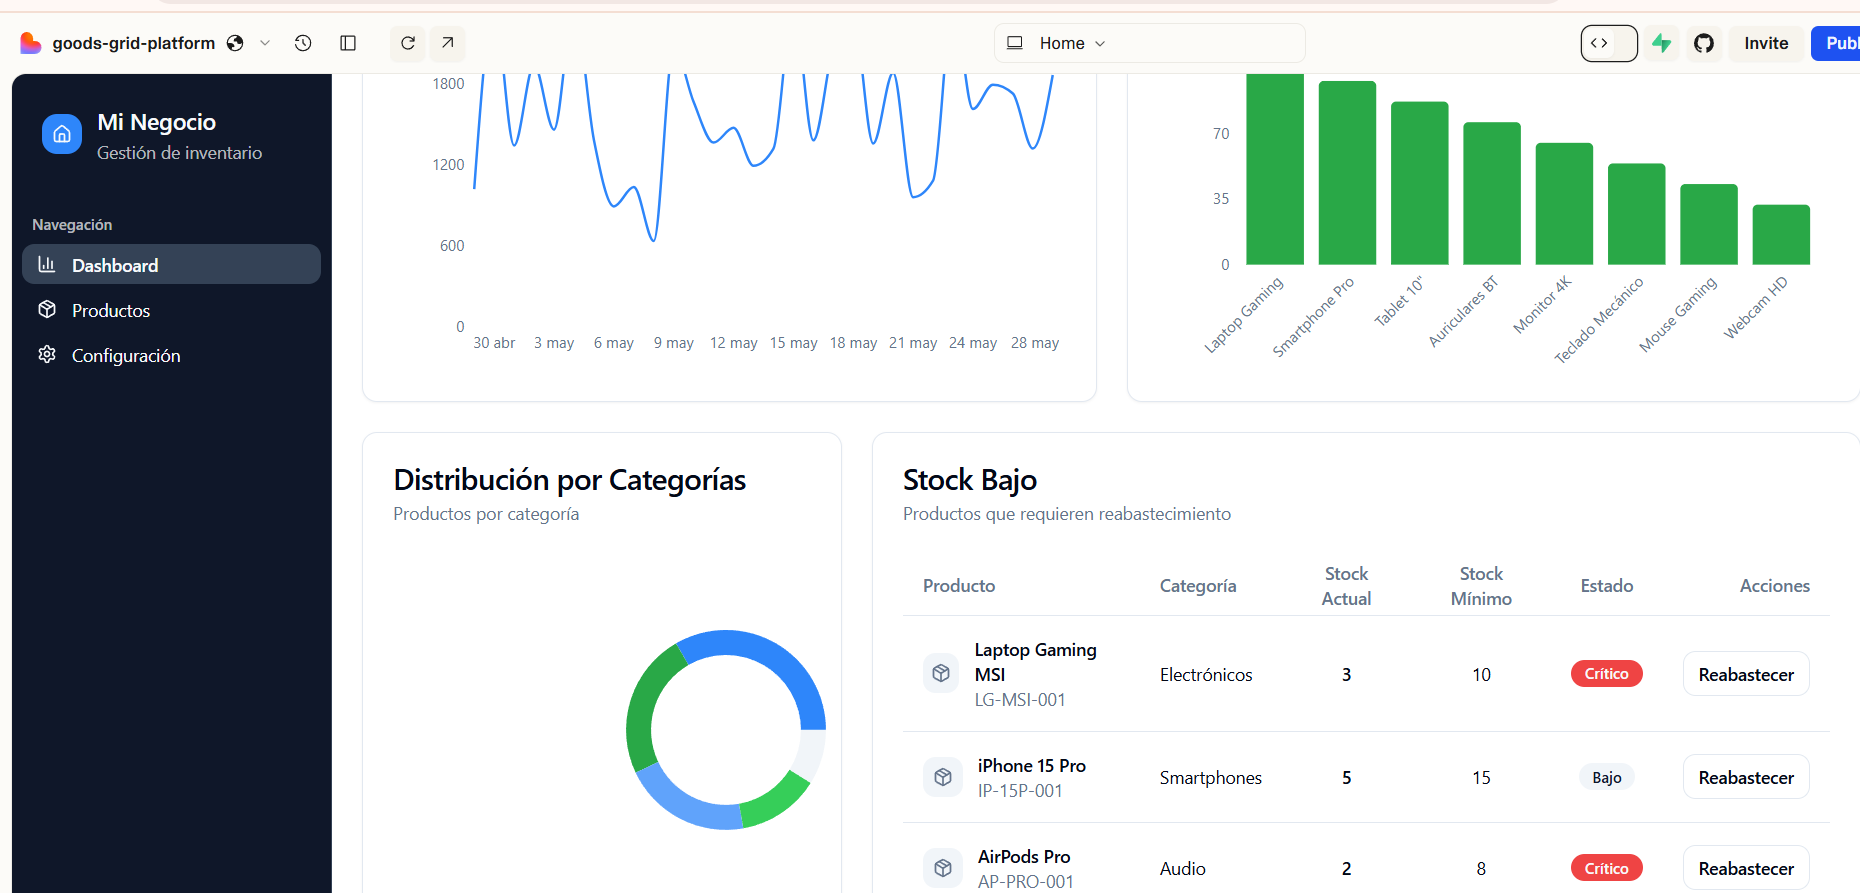 goods-grid-platform
Home
Invite
Publ
Mi Negocio
Gestión de inventario
Navegación
Dashboard
Productos
Configuración
1800
1200
600
0
30 abr 3 may 6 may 9 may 12 may 15 may 18 may 21 may 24 may 28 may
70
35
0
Laptop Gaming
Smartphone Pro
Tablet 10"
Auriculares BT
Monitor 4K
Teclado Mecánico
Mouse Gaming
Webcam HD
Distribución por Categorías
Productos por categoría
Stock Bajo
Productos que requieren reabastecimiento
Producto Categoría Stock Actual Stock Mínimo Estado Acciones
Laptop Gaming
MSI
LG-MSI-001
Electrónicos 3 10 Crítico Reabastecer
iPhone 15 Pro
IP-15P-001
Smartphones 5 15 Bajo Reabastecer
AirPods Pro
AP-PRO-001
Audio 2 8 Crítico Reabastecer